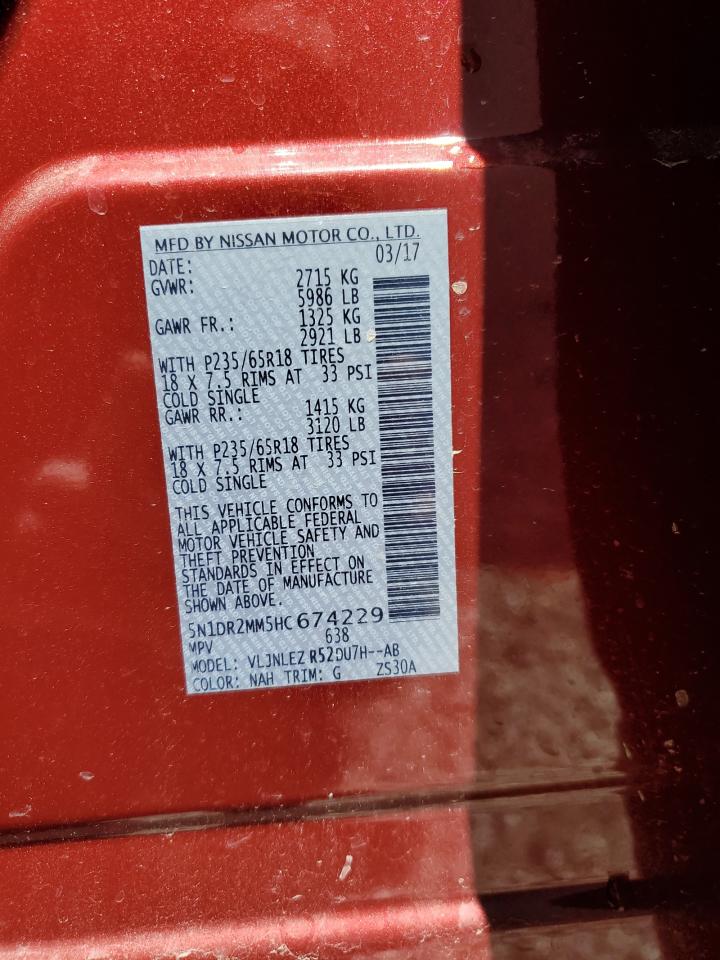 MFD BY NISSAN MOTOR CO., LTD.
DATE: 03/17
GVWR: 2715 KG
5986 LB
GAWR FR.: 1325 KG
2921 LB
WITH P235/65R18 TIRES
18 X 7.5 RIMS AT 33 PSI
COLD SINGLE
GAWR RR.: 1415 KG
3120 LB
WITH P235/65R18 TIRES
18 X 7.5 RIMS AT 33 PSI
COLD SINGLE
THIS VEHICLE CONFORMS TO
ALL APPLICABLE FEDERAL
MOTOR VEHICLE SAFETY AND
THEFT PREVENTION
STANDARDS IN EFFECT ON
THE DATE OF MANUFACTURE
SHOWN ABOVE.
5N1DR2MM5HC674229
MPV 638
MODEL: VLJNLEZ R52DU7H--AB
COLOR: NAH TRIM: G ZS30A